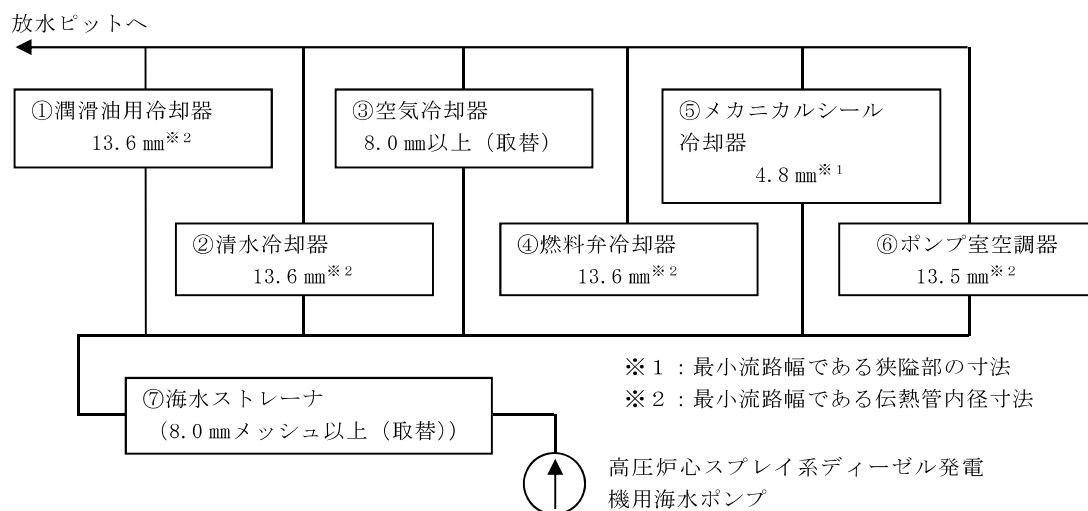 放水ピットへ
①潤滑油用冷却器
13.6 ㎜※2
③空気冷却器
8.0 ㎜以上（取替）
⑤メカニカルシール
冷却器
4.8 ㎜※1
②清水冷却器
13.6 ㎜※2
④燃料弁冷却器
13.6 ㎜※2
⑥ポンプ室空調器
13.5 ㎜※2
※1：最小流路幅である狭隘部の寸法
※2：最小流路幅である伝熱管内径寸法
⑦海水ストレーナ
（8.0 ㎜メッシュ以上（取替））
高圧炉心スプレイ系ディーゼル発電
機用海水ポンプ